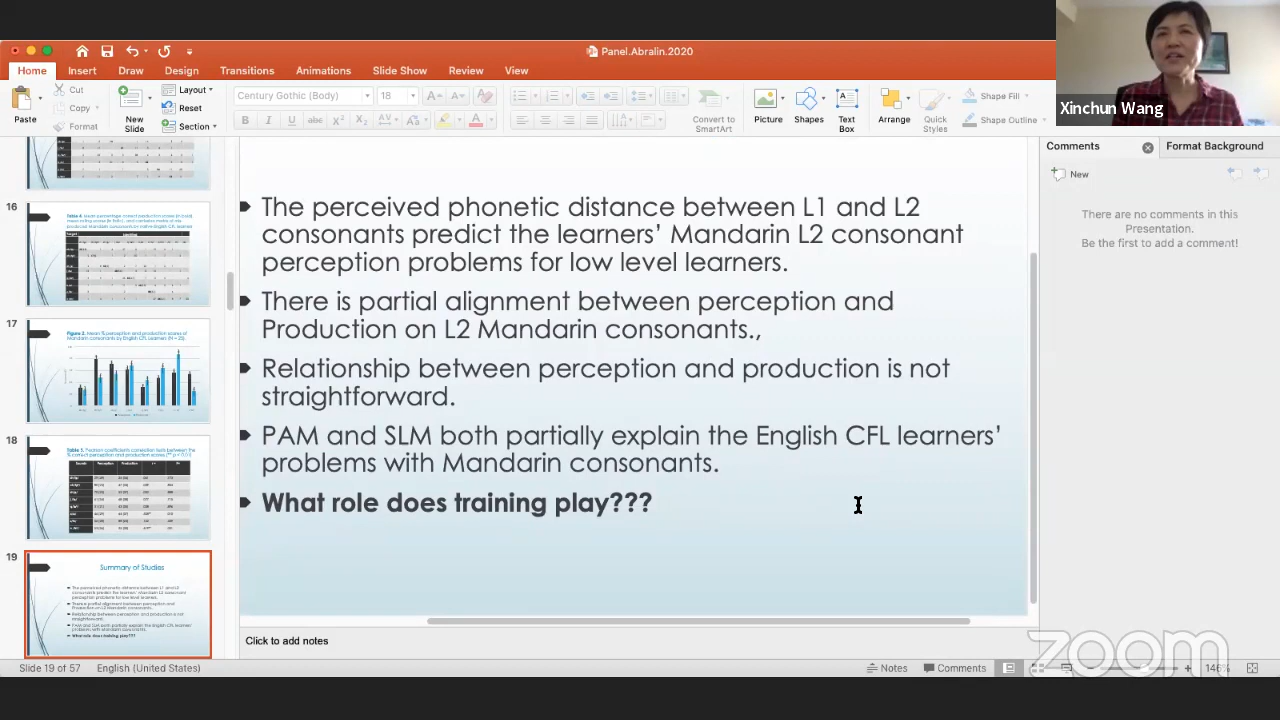 Panel.Abralin.2020
Home Insert Draw Design Transitions Animations Slide Show Review View
Xinchun Wang
Paste
Cut
Copy
Format
New
Slide
Layout
Reset
Section
Century Gothic (Body) 18
Convert to
SmartArt
Picture
Shapes
Text
Box
Arrange
Quick
Styles
Shape Fill
Shape Outline
Comments
Format Background
New
There are no comments in this
Presentation.
Be the first to add a comment!
16
17
18
19
Summary of Studies
The perceived phonetic distance between L1 and L2
consonants predict the learners’ Mandarin L2 consonant
perception problems for low level learners.
There is partial alignment between perception and
Production on L2 Mandarin consonants.,
Relationship between perception and production is not
straightforward.
PAM and SLM both partially explain the English CFL learners’
problems with Mandarin consonants.
What role does training play???
Click to add notes
Slide 19 of 57
English (United States)
Notes
Comments
146%
zoom